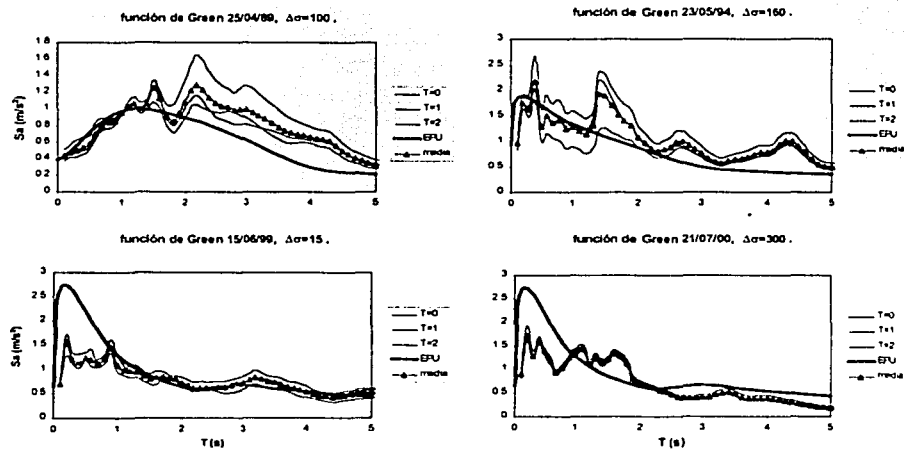 función de Green 25/04/89, Δσ=100.
Sa (m/s²)
1.8
1.6
1.4
1.2
1
0.8
0.6
0.4
0.2
0 1 2 3 4 5
T=0
T=1
T=2
EPU
media
función de Green 23/05/94, Δσ=160.
3
2.5
2
1.5
1
0.5
0
0 1 2 3 4 5
T=0
T=1
T=2
EPU
media
función de Green 15/06/99, Δσ=15.
Sa (m/s²)
3
2.5
2
1.5
1
0.5
0
0 1 2 3 4 5
T (s)
T=0
T=1
T=2
EPU
media
función de Green 21/07/00, Δσ=300.
3
2.5
2
1.5
1
0.5
0
0 1 2 3 4 5
T (s)
T=0
T=1
T=2
EPU
media